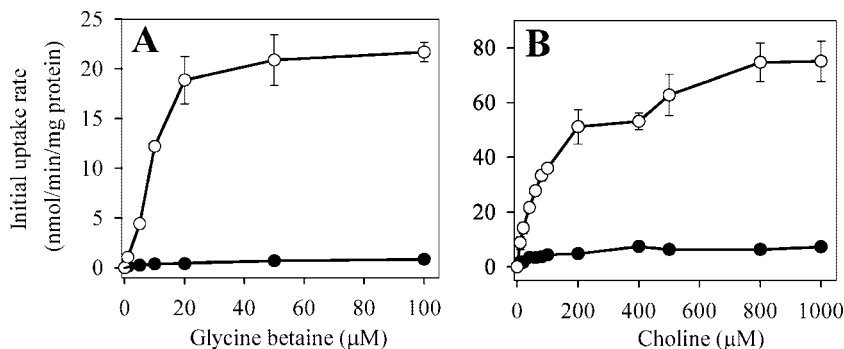 A
B
Initial uptake rate
(nmol/min/mg protein)
25
20
15
10
5
0
0 20 40 60 80 100
Glycine betaine (μM)
80
60
40
20
0
0 200 400 600 800 1000
Choline (μM)